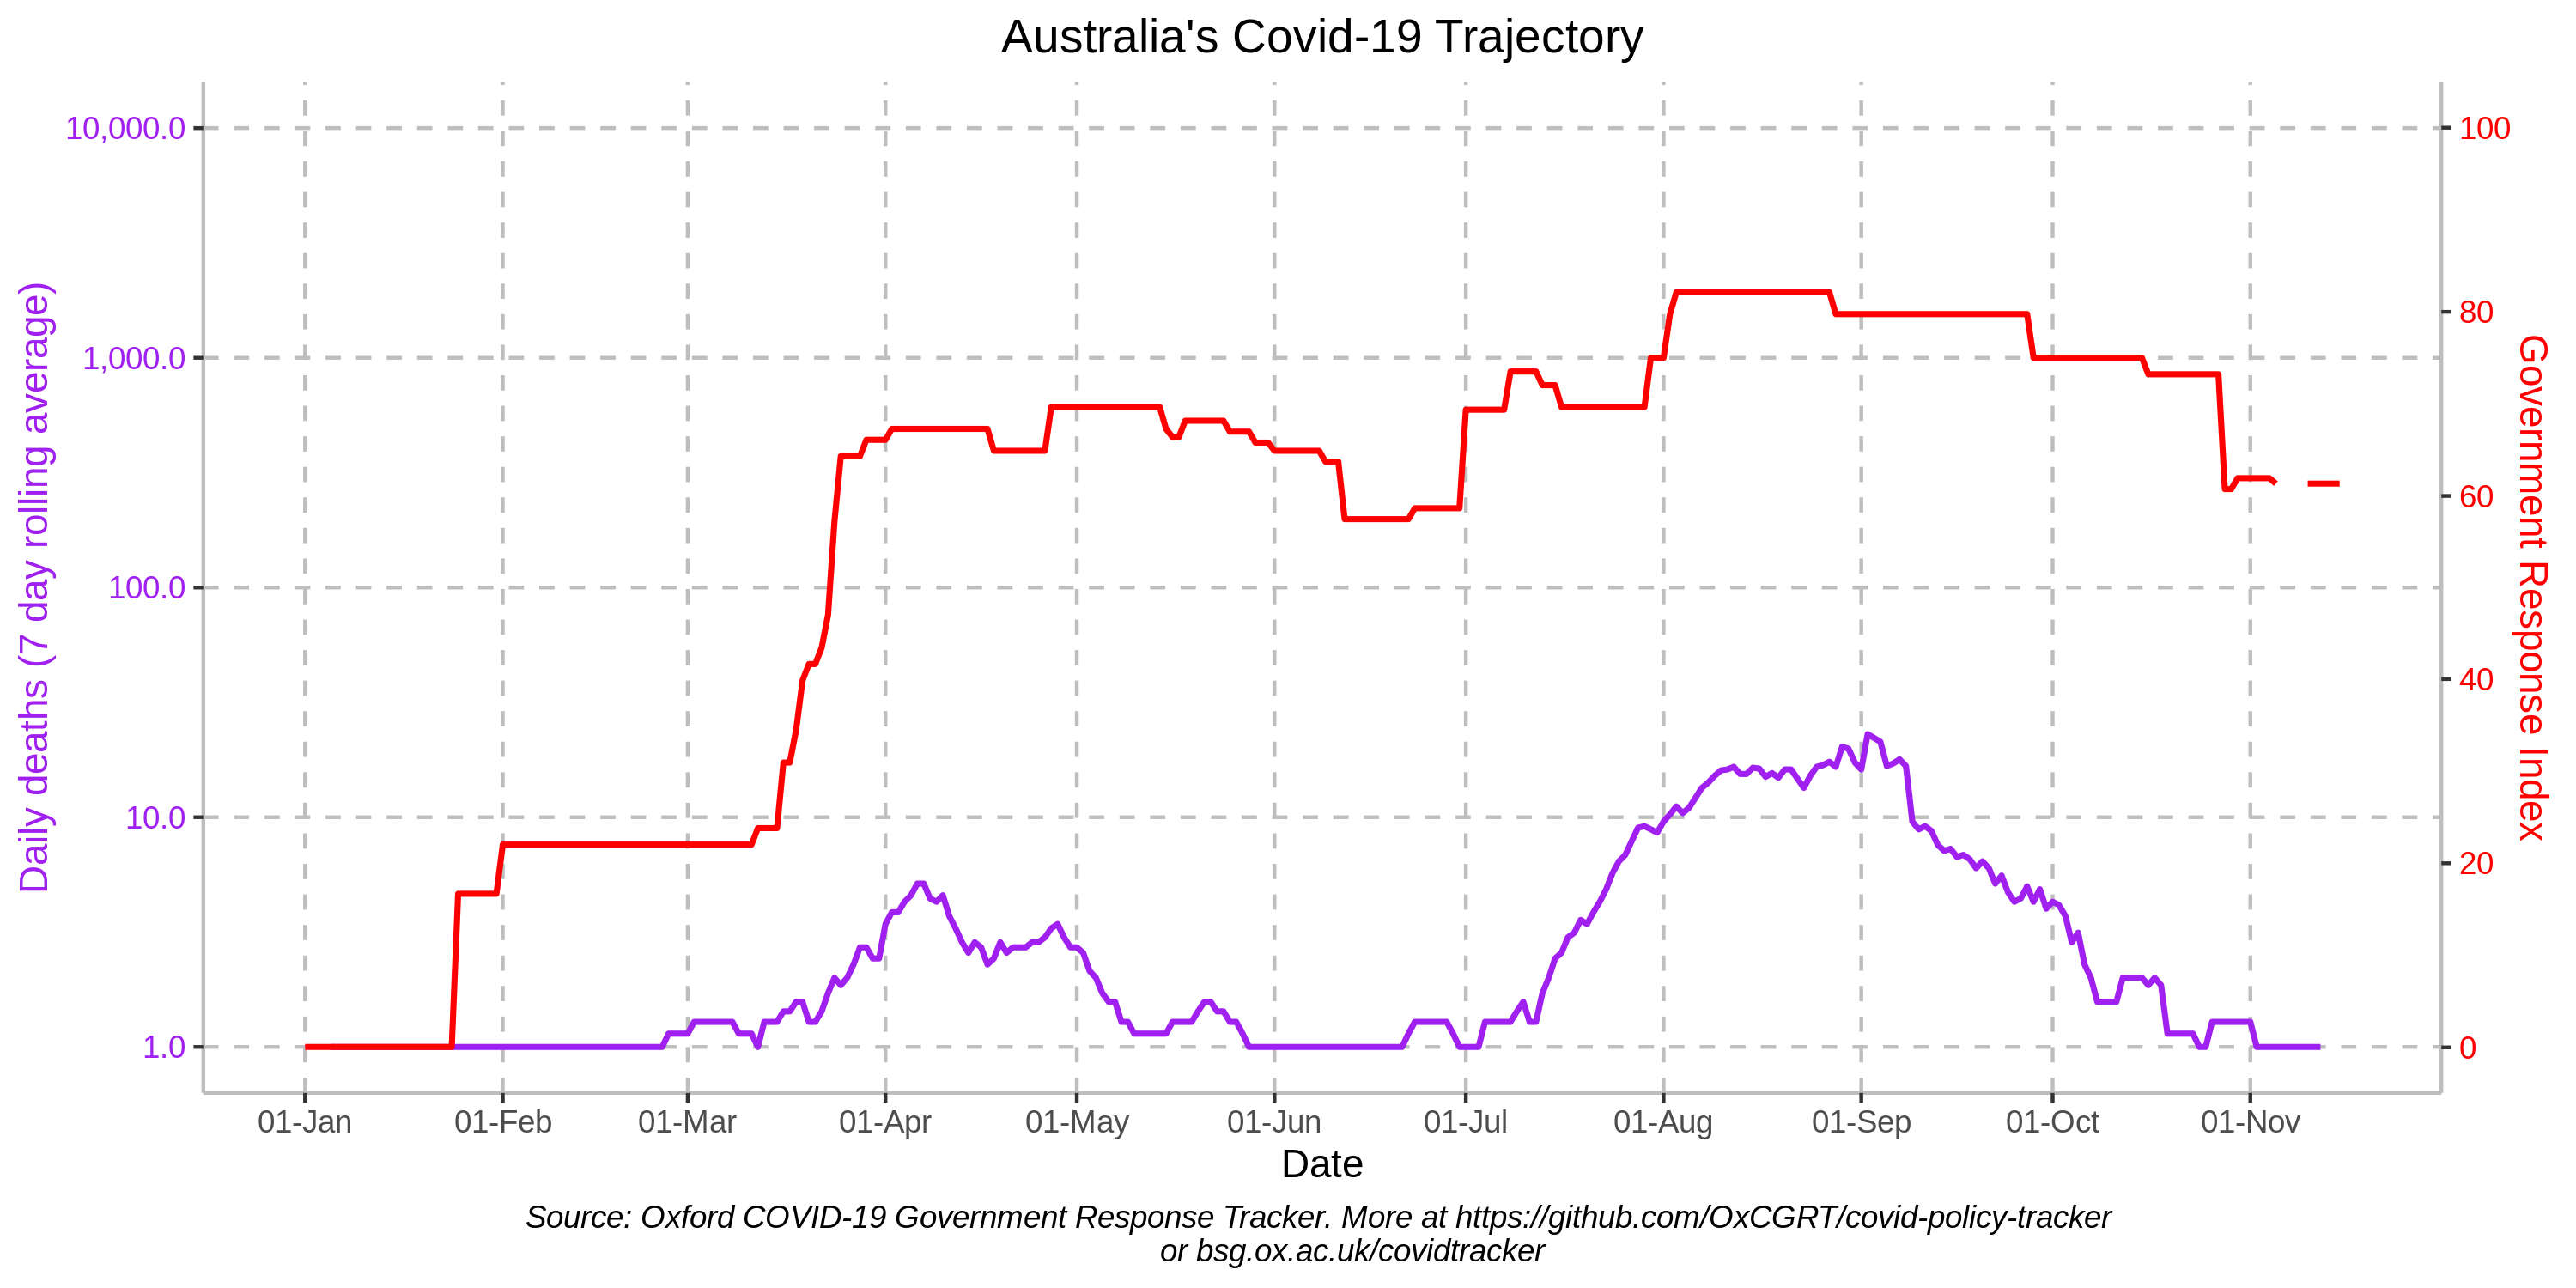 Australia's Covid-19 Trajectory
Daily deaths (7 day rolling average)
10,000.0
1,000.0
100.0
10.0
1.0
100
80
60
40
20
0
Government Response Index
01-Jan
01-Feb
01-Mar
01-Apr
01-May
01-Jun
01-Jul
01-Aug
01-Sep
01-Oct
01-Nov
Date
Source: Oxford COVID-19 Government Response Tracker. More at https://github.com/OxCGRT/covid-policy-tracker
or bsg.ox.ac.uk/covidtracker